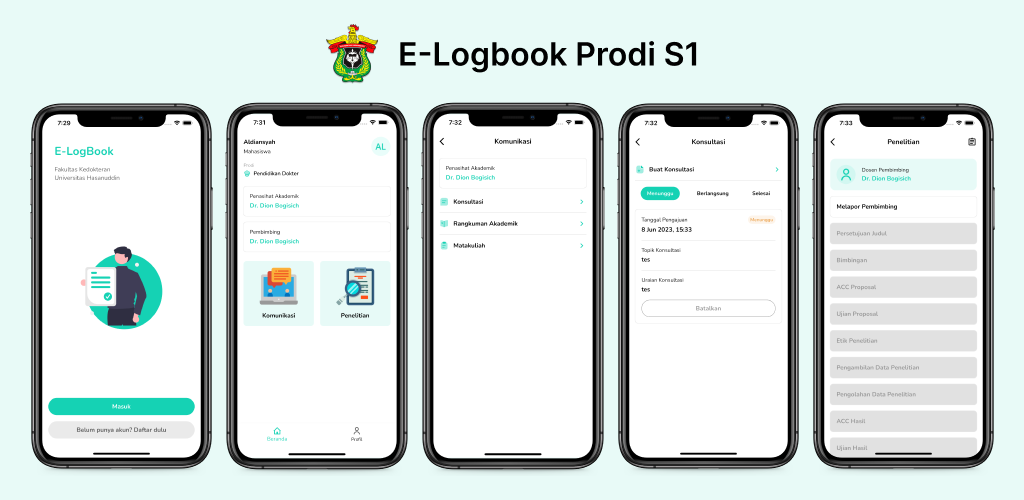 E-Logbook Prodi S1
7:29
E-LogBook
Fakultas Kedokteran
Universitas Hasanuddin
Masuk
Belum punya akun? Daftar dulu
7:31
Aldiansyah
Mahasiswa
AL
Prodi
Pendidikan Dokter
Penasihat Akademik
Dr. Dion Bogisich
Pembimbing
Dr. Dion Bogisich
Komunikasi
Penelitian
Beranda
Profil
7:32
Komunikasi
Penasihat Akademik
Dr. Dion Bogisich
Konsultasi
Rangkuman Akademik
Matakuliah
7:32
Konsultasi
Buat Konsultasi
Menunggu
Berlangsung
Selesai
Tanggal Pengajuan
Menunggu
8 Jun 2023, 15:33
Topik Konsultasi
tes
Uraian Konsultasi
tes
Batalkan
7:33
Penelitian
Dosen Pembimbing
Dr. Dion Bogisich
Melapor Pembimbing
Persetujuan Judul
Bimbingan
ACC Proposal
Ujian Proposal
Etik Penelitian
Pengambilan Data Penelitian
Pengolahan Data Penelitian
ACC Hasil
Ujian Hasil